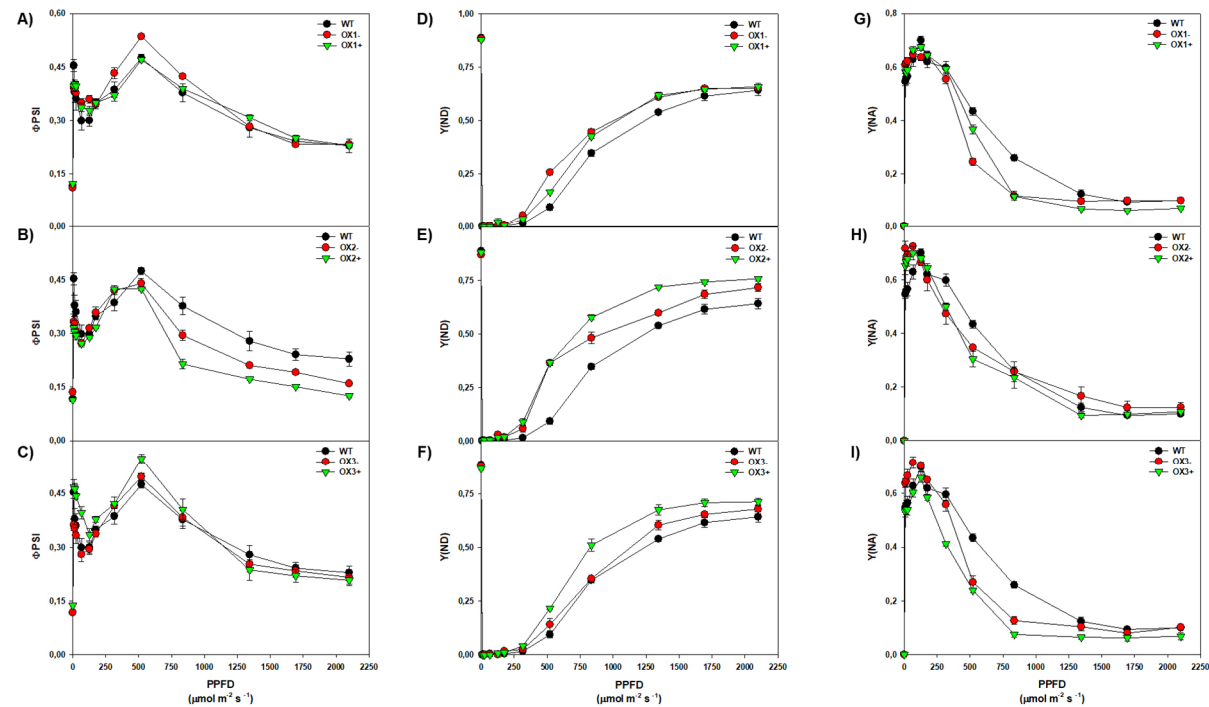 A)
ΦPSI
0,60
0,45
0,30
0,15
0,00
WT
OX1-
OX1+
B)
ΦPSI
0,45
0,30
0,15
0,00
WT
OX2-
OX2+
C)
ΦPSI
0,45
0,30
0,15
0,00
WT
OX3-
OX3+
0 250 500 750 1000 1250 1500 1750 2000 2250
PPFD
(μmol m⁻² s⁻¹)
D)
Y(ND)
1,00
0,75
0,50
0,25
0,00
WT
OX1-
OX1+
E)
Y(ND)
0,75
0,50
0,25
0,00
WT
OX2-
OX2+
F)
Y(ND)
0,75
0,50
0,25
0,00
WT
OX3-
OX3+
0 250 500 750 1000 1250 1500 1750 2000 2250
PPFD
(μmol m⁻² s⁻¹)
G)
Y(NA)
0,8
0,6
0,4
0,2
0,0
WT
OX1-
OX1+
H)
Y(NA)
0,6
0,4
0,2
0,0
WT
OX2-
OX2+
I)
Y(NA)
0,6
0,4
0,2
0,0
WT
OX3-
OX3+
0 250 500 750 1000 1250 1500 1750 2000 2250
PPFD
(μmol m⁻² s⁻¹)